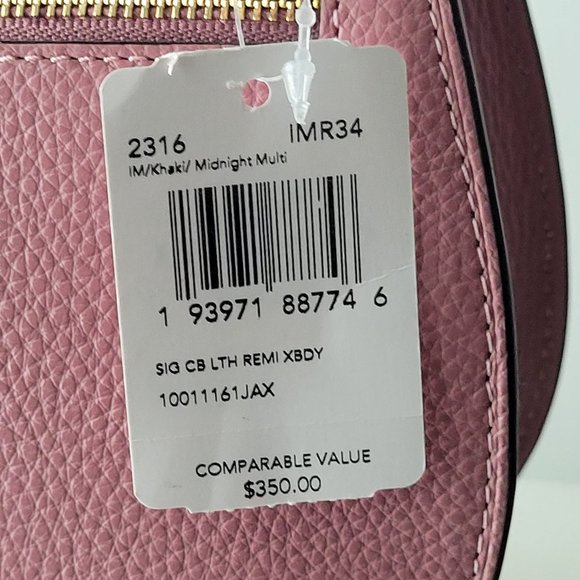 2316 IMR34
IM/Khaki/ Midnight Multi
1 93971 88774 6
SIG CB LTH REMI XBDY
10011161JAX
COMPARABLE VALUE
$350.00